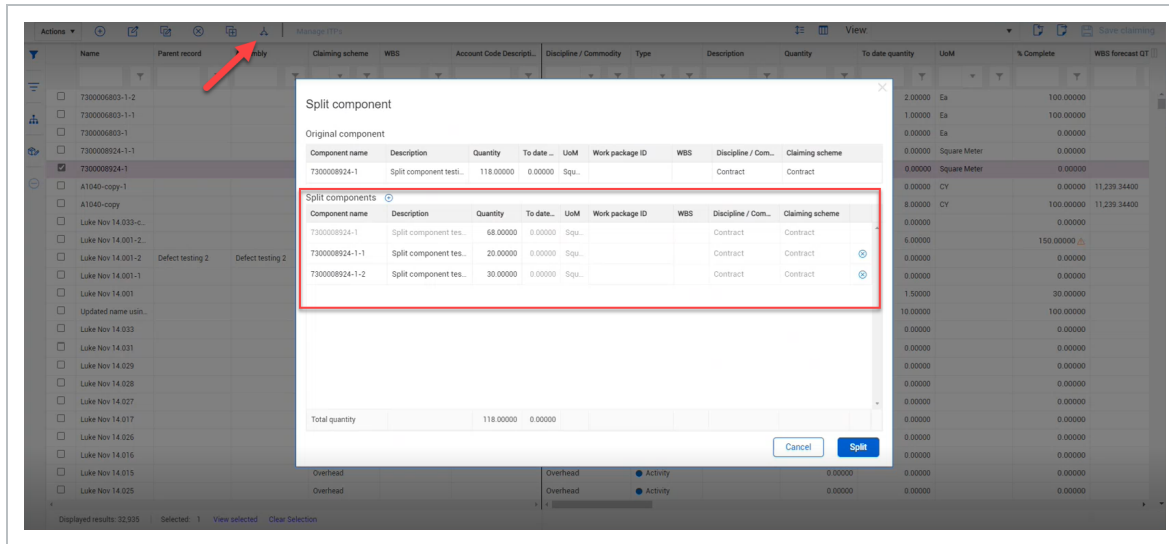 Actions Manage ITPs View: Save claiming
Name Parent record Claiming scheme WBS Account Code Descripti... Discipline / Commodity Type Description Quantity To date quantity UoM % Complete WBS forecast QT
7300006803-1-2 2.00000 Ea 100.00000
7300006803-1-1 1.00000 Ea 100.00000
7300006803-1 0.00000 Ea 0.00000
7300008924-1-1 0.00000 Square Meter 0.00000
7300008924-1 0.00000 Square Meter 0.00000
A1040-copy-1 0.00000 CY 0.00000 11,239.34400
A1040-copy 8.00000 CY 100.00000 11,239.34400
Luke Nov 14.033-c... 0.00000 0.00000
Luke Nov 14.001-2... 6.00000 150.00000
Luke Nov 14.001-2 Defect testing 2 Defect testing 2 0.00000 0.00000
Luke Nov 14.001-1 0.00000 0.00000
Luke Nov 14.001 1.50000 30.00000
Updated name usin... 10.00000 100.00000
Luke Nov 14.033 0.00000 0.00000
Luke Nov 14.031 0.00000 0.00000
Luke Nov 14.029 0.00000 0.00000
Luke Nov 14.028 0.00000 0.00000
Luke Nov 14.027 0.00000 0.00000
Luke Nov 14.017 0.00000 0.00000
Luke Nov 14.026 0.00000 0.00000
Luke Nov 14.016 0.00000 0.00000
Luke Nov 14.015 Overhead Overhead Activity 0.00000 0.00000 0.00000
Luke Nov 14.025 Overhead Overhead Activity 0.00000 0.00000 0.00000
Displayed results: 32,935 Selected: 1 View selected Clear Selection
Split component
Original component
Component name Description Quantity To date ... UoM Work package ID WBS Discipline / Com... Claiming scheme
7300008924-1 Split component testi... 118.00000 0.00000 Squ... Contract Contract
Split components
Component name Description Quantity To date... UoM Work package ID WBS Discipline / Com... Claiming scheme
7300008924-1 Split component tes... 68.00000 0.00000 Squ... Contract Contract
7300008924-1-1 Split component tes... 20.00000 0.00000 Squ... Contract Contract
7300008924-1-2 Split component tes... 30.00000 0.00000 Squ... Contract Contract
Total quantity 118.00000 0.00000
Cancel Split